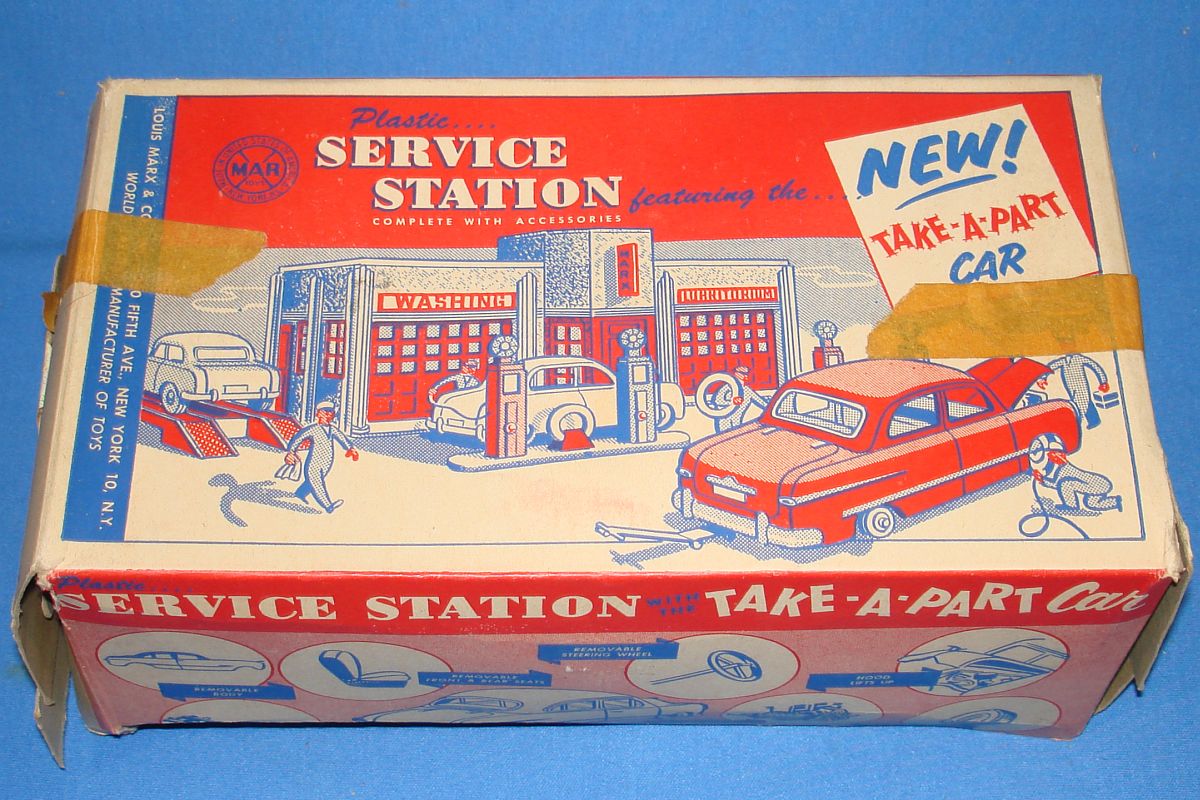 Plastic....
SERVICE
STATION
COMPLETE WITH ACCESSORIES
featuring the....
NEW!
TAKE-A-PART
CAR
MAR
TOYS
LOUIS MARX & CO
FIFTH AVE., NEW YORK 10, N.Y.
WORLD
MANUFACTURER OF TOYS
MARX
WASHING
LUBRITORIUM
Plastic....
SERVICE STATION WITH THE TAKE-A-PART Car
REMOVABLE
BODY
REMOVABLE
FRONT & REAR SEATS
REMOVABLE
STEERING WHEEL
HOOD
LIFTS UP